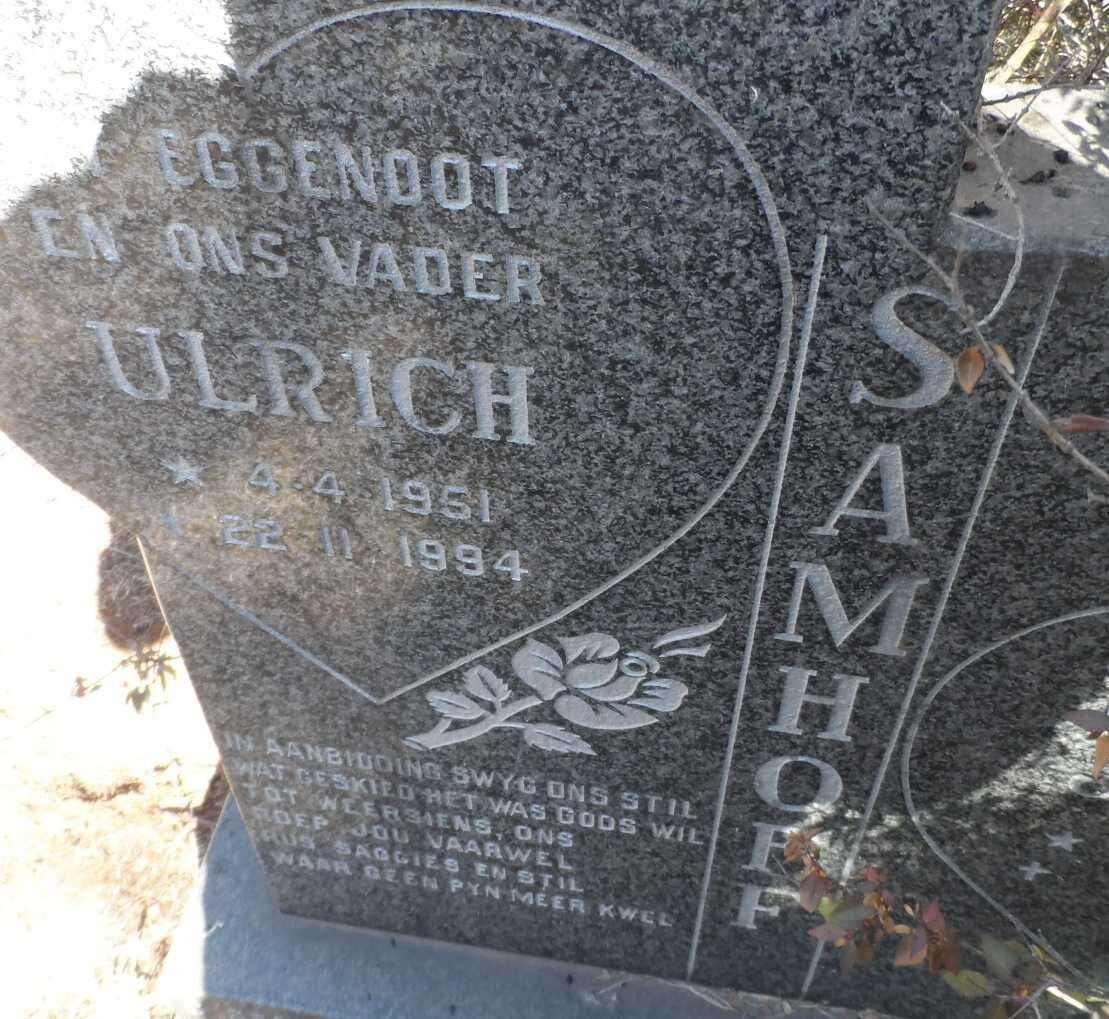 EGGENOOT
EN ONS VADER
ULRICH
4·4 1951
22 11 1994
SAMHOFF
IN AANBIDDING SWYG ONS STIL
WAT GESKIED HET WAS GODS WIL
TOT WEERSIENS, ONS
ROEP JOU VAARWEL
RUS SAGGIES EN STIL
WAAR GEEN PYN MEER KWEL